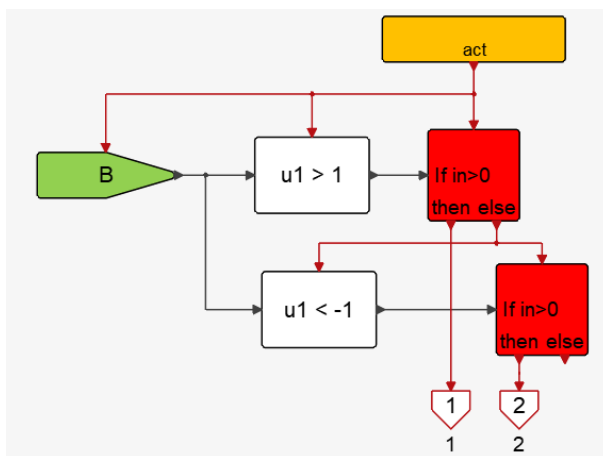 act
B
u1 > 1
If in>0
then else
u1 < -1
If in>0
then else
1
2
1
2